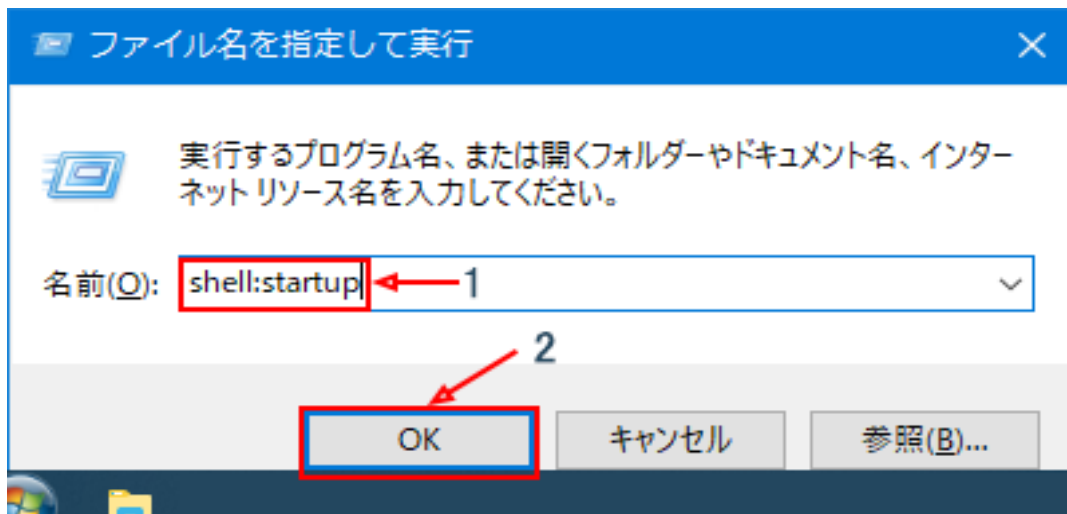 ファイル名を指定して実行
実行するプログラム名、または開くフォルダーやドキュメント名、インター
ネット リソース名を入力してください。
名前(O): shell:startup 1
2
OK キャンセル 参照(B)...